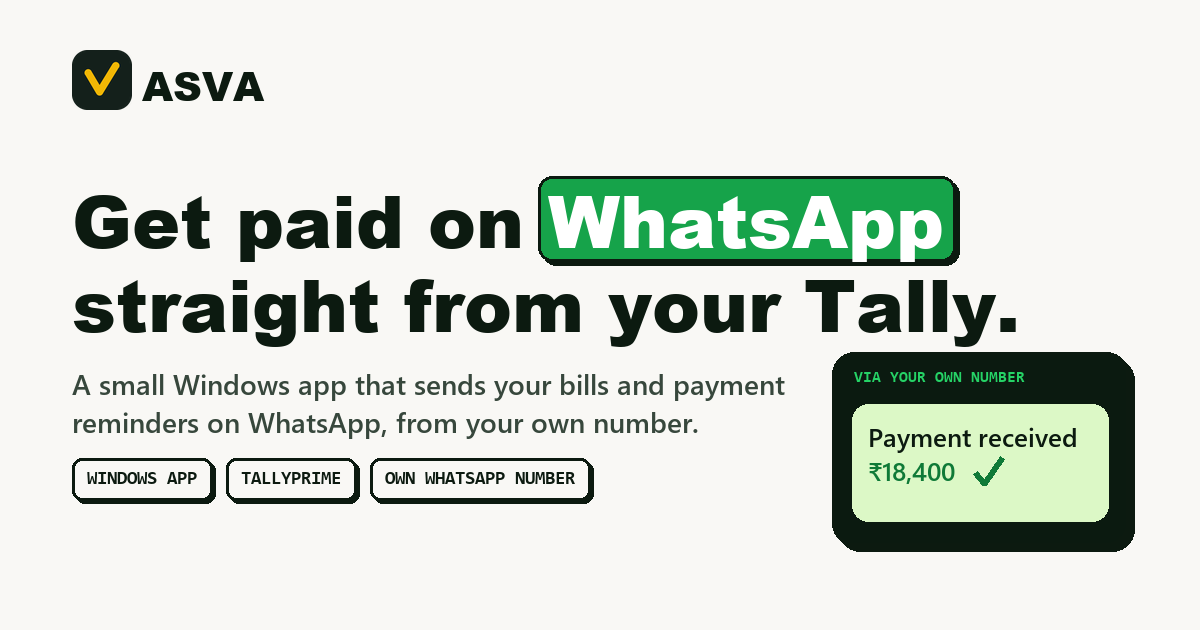 ASVA
Get paid on WhatsApp
straight from your Tally.
A small Windows app that sends your bills and payment
reminders on WhatsApp, from your own number.
WINDOWS APP TALLYPRIME OWN WHATSAPP NUMBER
VIA YOUR OWN NUMBER
Payment received
₹18,400 ✓